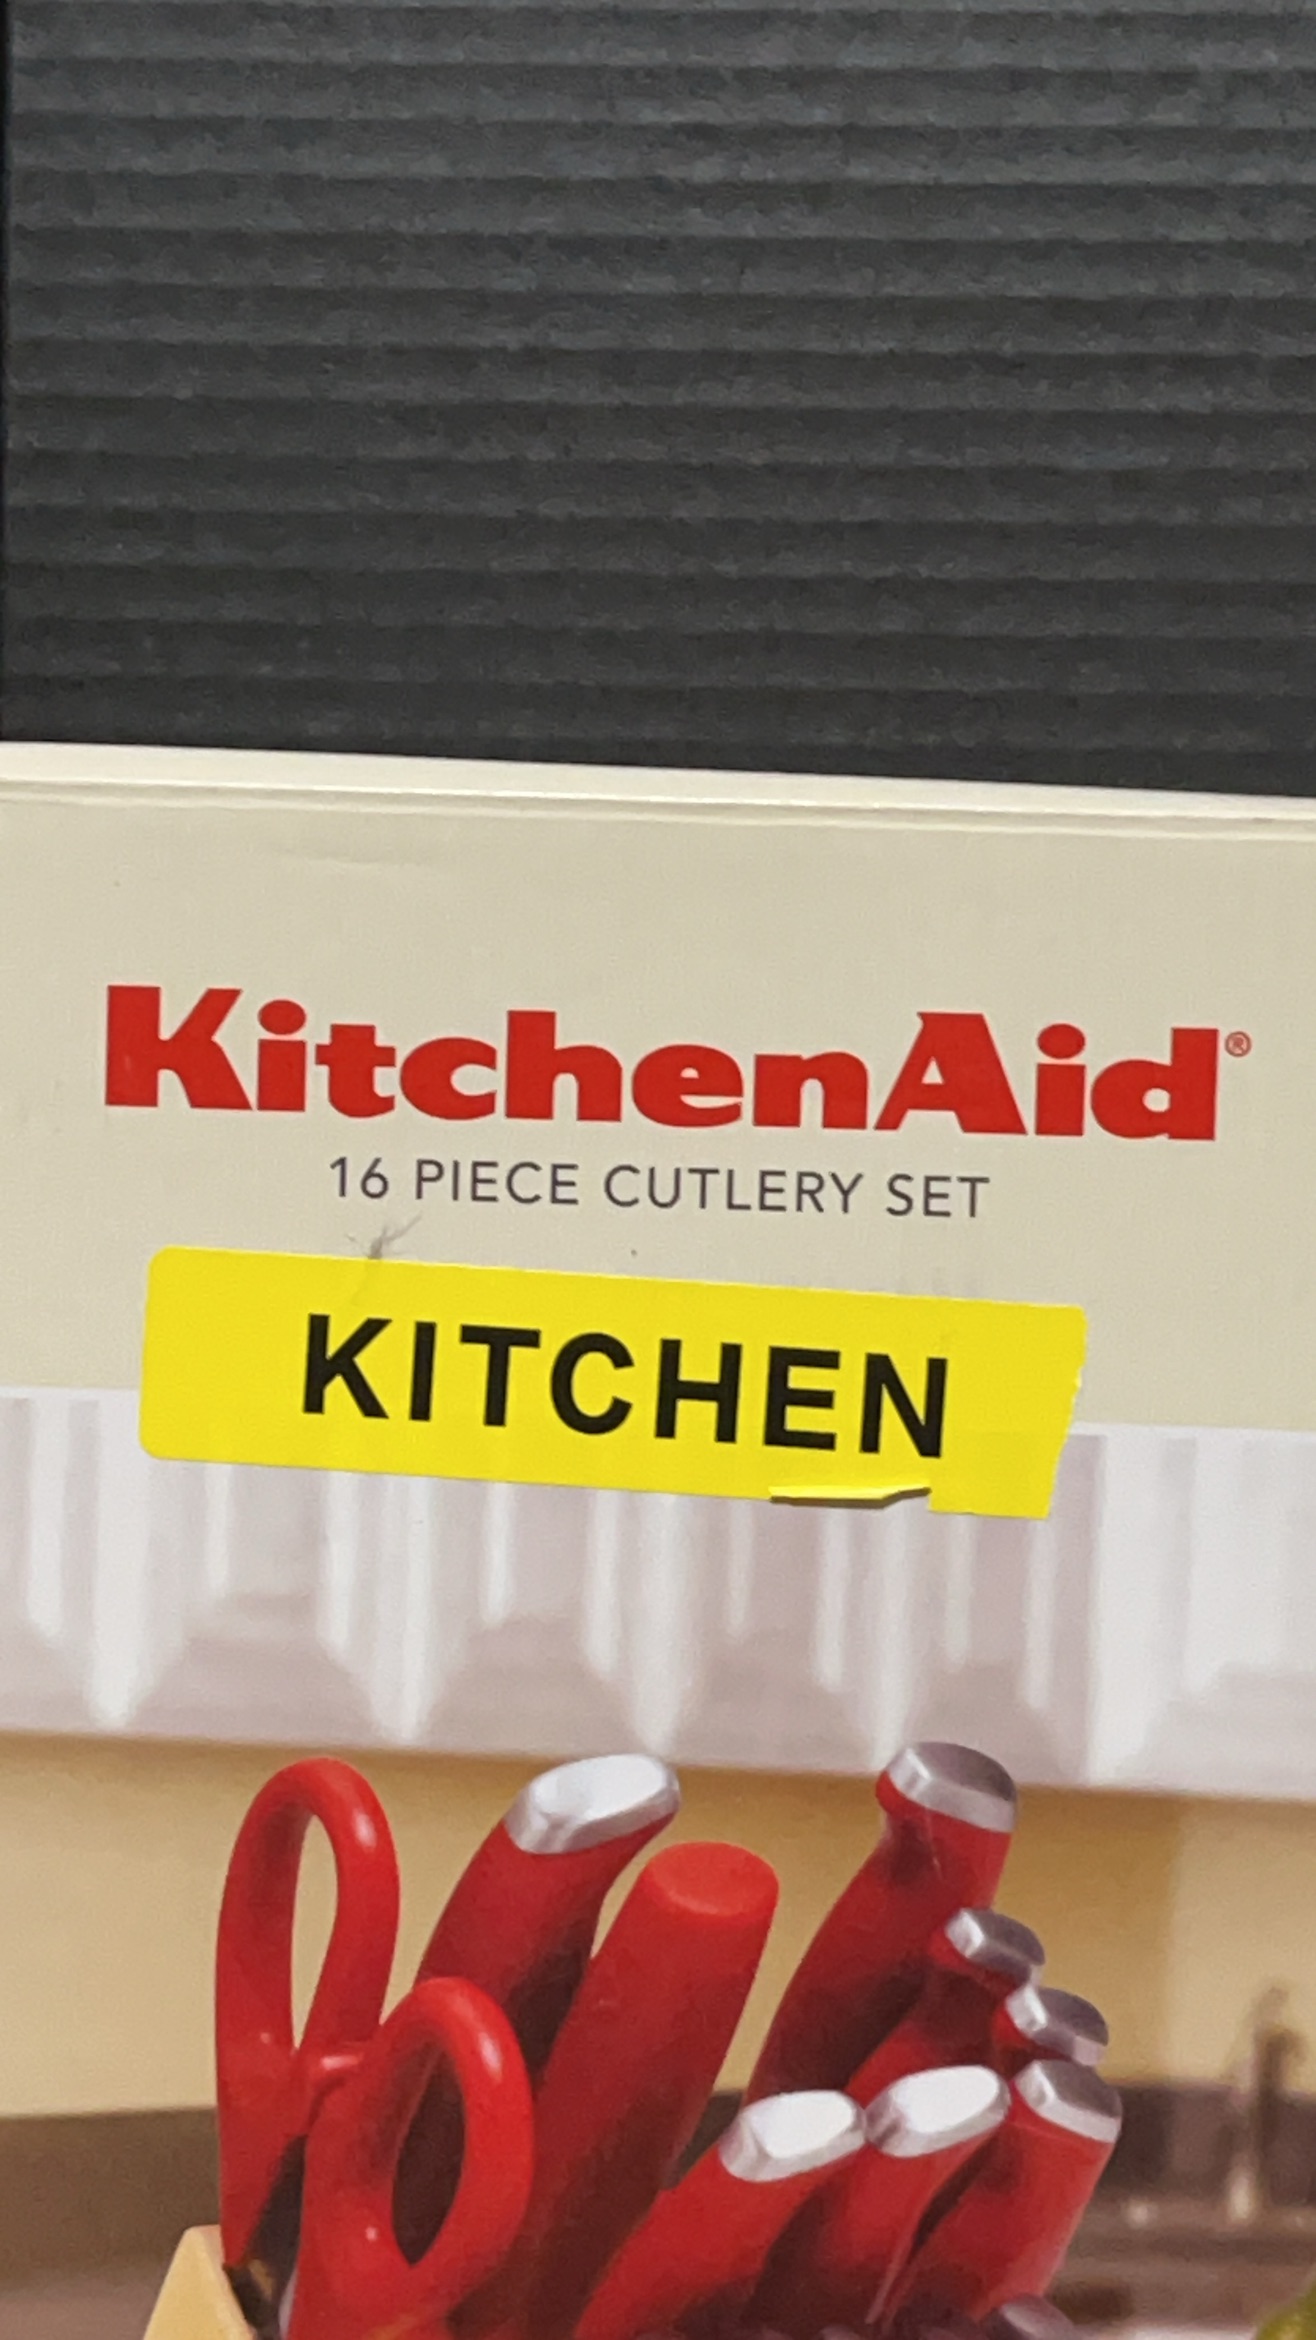 KitchenAid®
16 PIECE CUTLERY SET
KITCHEN